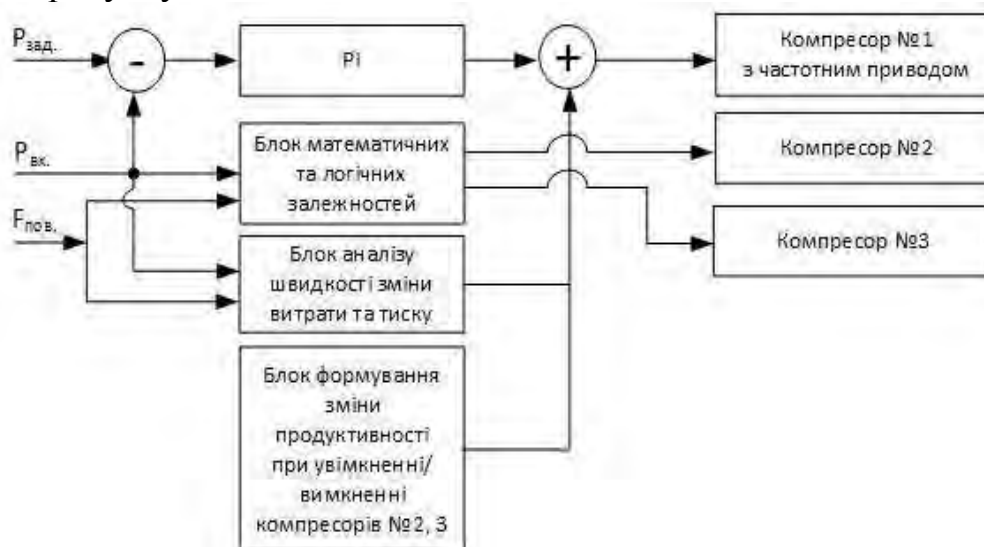 Pзад.
-
PI
+
Компресор №1
з частотним приводом
Pвх.
Блок математичних
та логічних
залежностей
Компресор №2
Fпов.
Компресор №3
Блок аналізу
швидкості зміни
витрати та тиску
Блок формування
зміни
продуктивності
при увімкненні/
вимкненні
компресорів №2, 3